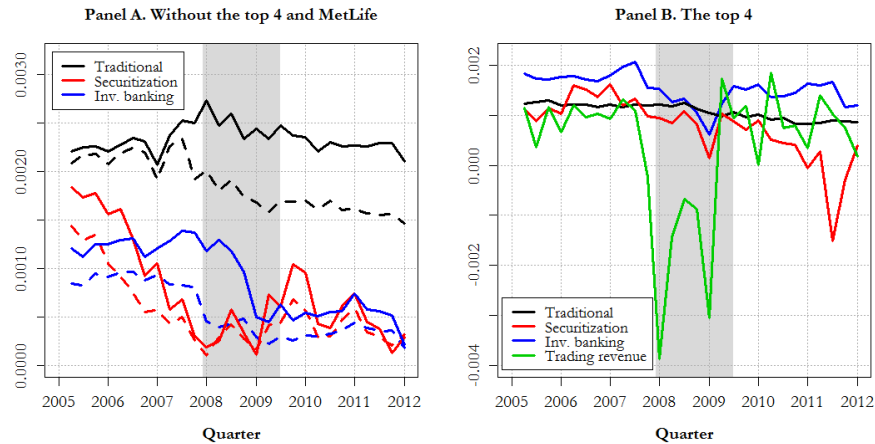 Panel A. Without the top 4 and MetLife
Traditional
Securitization
Inv. banking
0.0030
0.0020
0.0010
0.0000
2005 2006 2007 2008 2009 2010 2011 2012
Quarter
Panel B. The top 4
0.002
0.000
-0.002
-0.004
Traditional
Securitization
Inv. banking
Trading revenue
2005 2006 2007 2008 2009 2010 2011 2012
Quarter